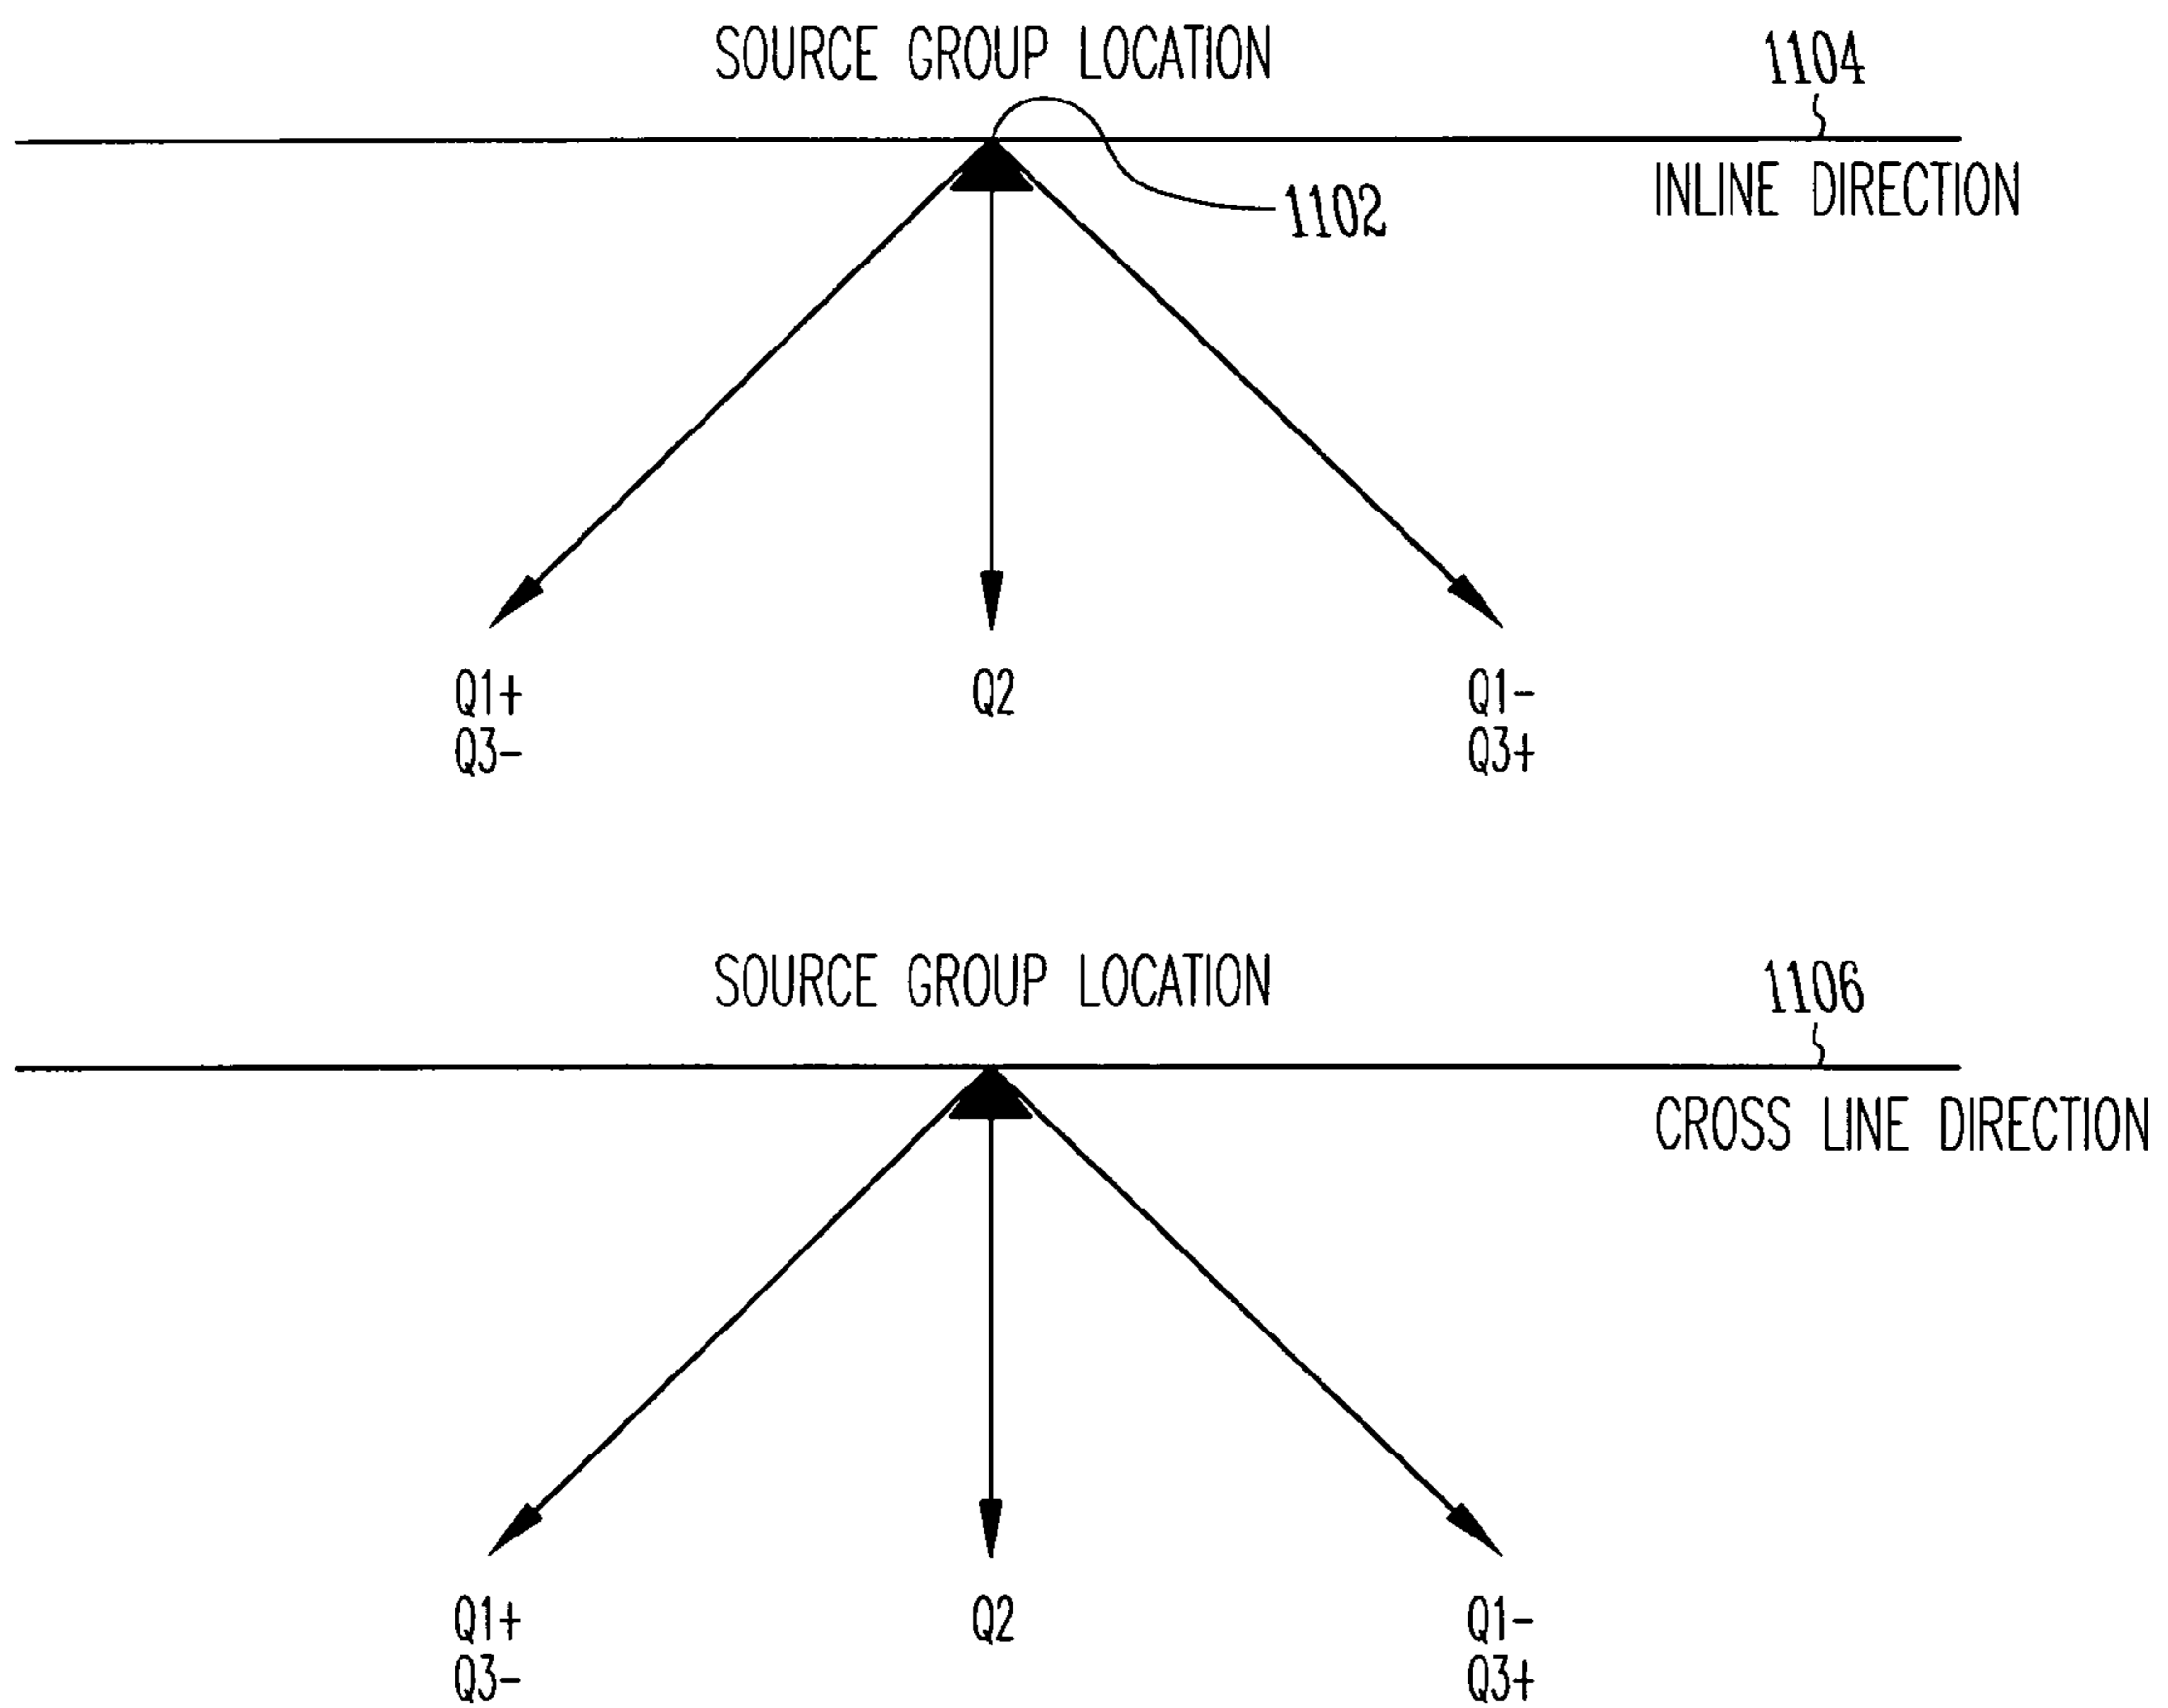 SOURCE GROUP LOCATION
1104
INLINE DIRECTION
1102
Q1+
Q3-
Q2
Q1-
Q3+
SOURCE GROUP LOCATION
1106
CROSS LINE DIRECTION
Q1+
Q3-
Q2
Q1-
Q3+